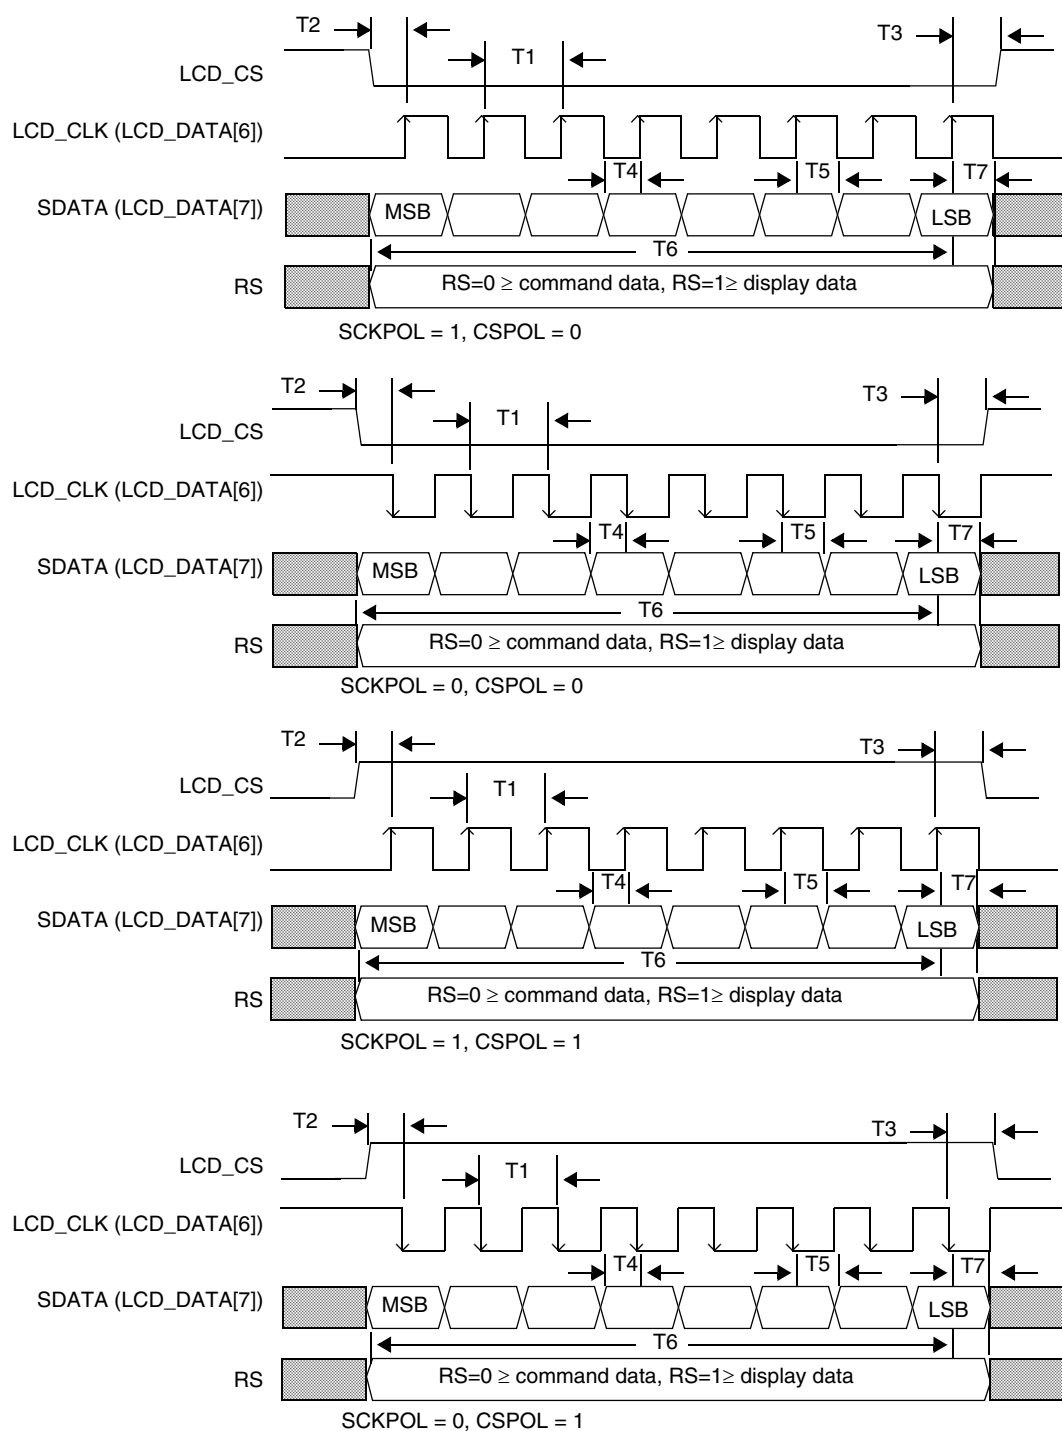 T2
T3
T1
LCD_CS
LCD_CLK (LCD_DATA[6])
T4
T5
T7
SDATA (LCD_DATA[7])
MSB
LSB
T6
RS
RS=0 ≥ command data, RS=1≥ display data
SCKPOL = 1, CSPOL = 0
T2
T3
T1
LCD_CS
LCD_CLK (LCD_DATA[6])
T4
T5
T7
SDATA (LCD_DATA[7])
MSB
LSB
T6
RS
RS=0 ≥ command data, RS=1≥ display data
SCKPOL = 0, CSPOL = 0
T2
T3
LCD_CS
T1
LCD_CLK (LCD_DATA[6])
T4
T5
T7
SDATA (LCD_DATA[7])
MSB
LSB
T6
RS
RS=0 ≥ command data, RS=1≥ display data
SCKPOL = 1, CSPOL = 1
T2
T3
LCD_CS
T1
LCD_CLK (LCD_DATA[6])
T4
T5
T7
SDATA (LCD_DATA[7])
MSB
LSB
T6
RS
RS=0 ≥ command data, RS=1≥ display data
SCKPOL = 0, CSPOL = 1